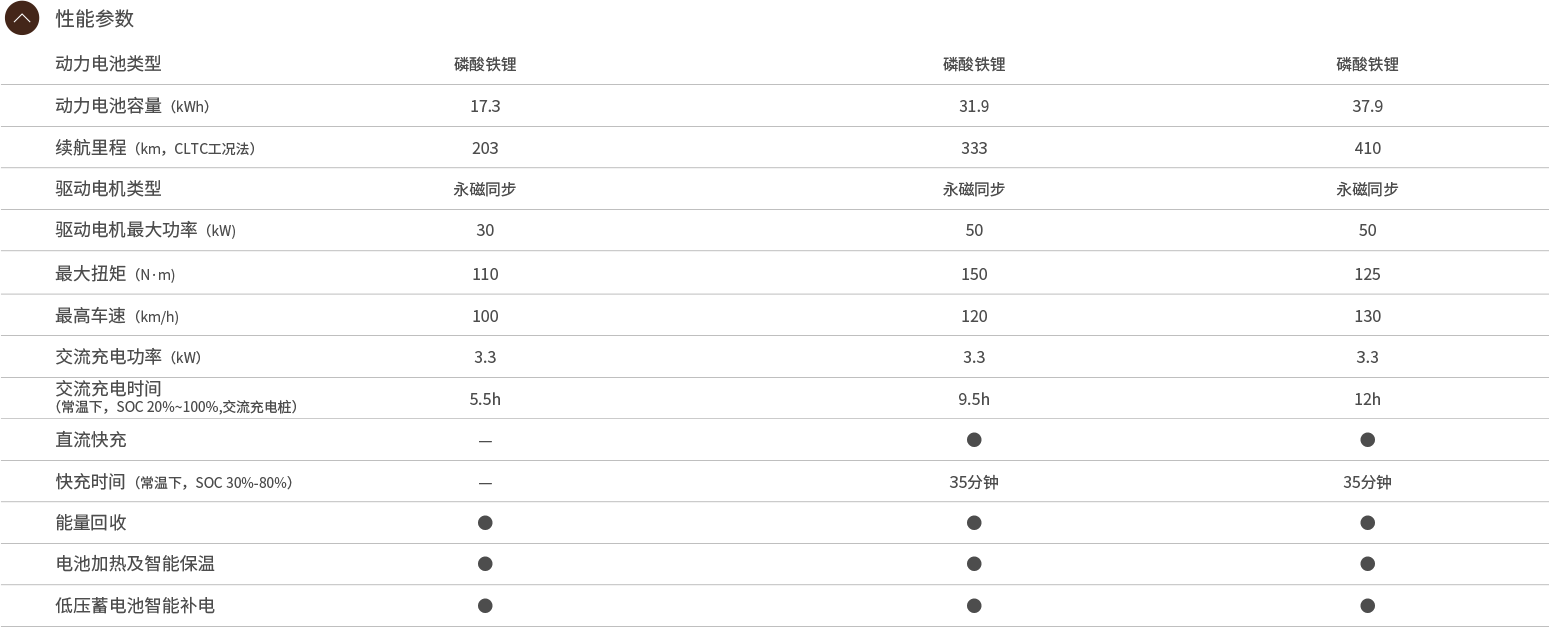 性能参数
动力电池类型 磷酸铁锂 磷酸铁锂 磷酸铁锂
动力电池容量（kWh） 17.3 31.9 37.9
续航里程（km，CLTC工况法） 203 333 410
驱动电机类型 永磁同步 永磁同步 永磁同步
驱动电机最大功率（kW) 30 50 50
最大扭矩（N·m) 110 150 125
最高车速（km/h) 100 120 130
交流充电功率（kW） 3.3 3.3 3.3
交流充电时间
（常温下，SOC 20%~100%,交流充电桩） 5.5h 9.5h 12h
直流快充 — ● ●
快充时间（常温下，SOC 30%-80%） — 35分钟 35分钟
能量回收 ● ● ●
电池加热及智能保温 ● ● ●
低压蓄电池智能补电 ● ● ●